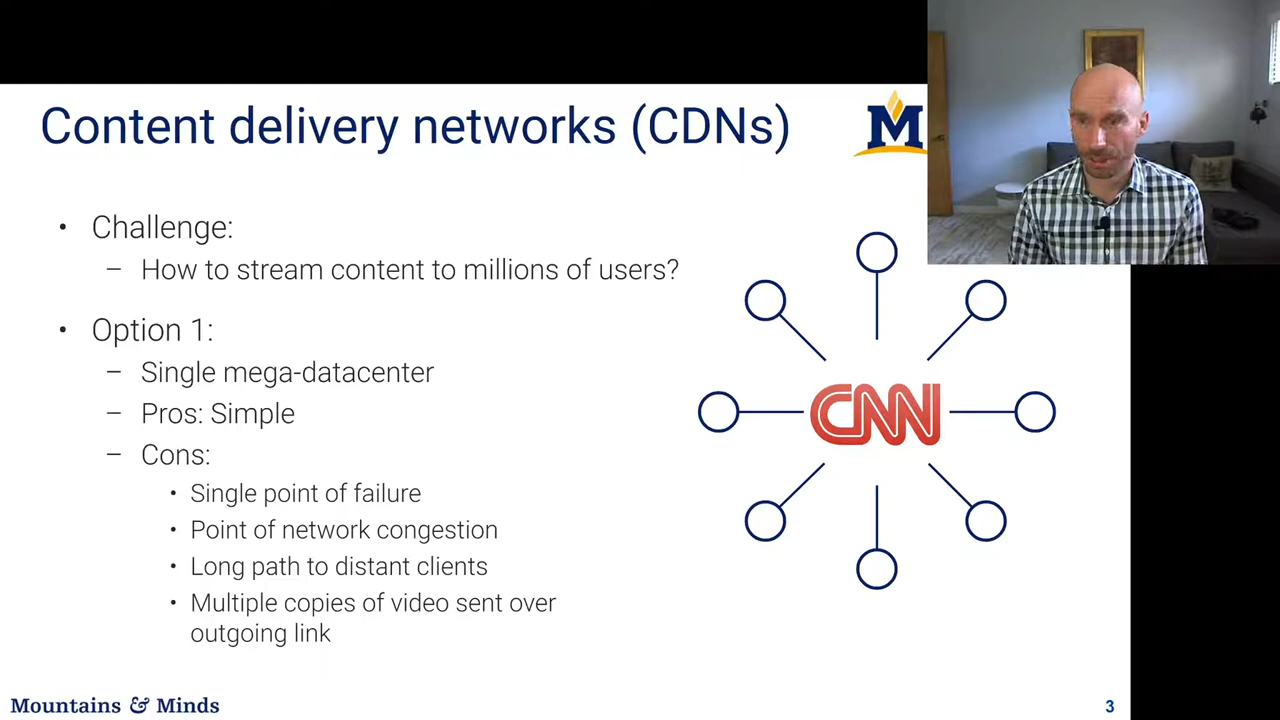 Content delivery networks (CDNs)
M
• Challenge:
– How to stream content to millions of users?
• Option 1:
– Single mega-datacenter
– Pros: Simple
– Cons:
• Single point of failure
• Point of network congestion
• Long path to distant clients
• Multiple copies of video sent over
outgoing link
CNN
Mountains & Minds
3